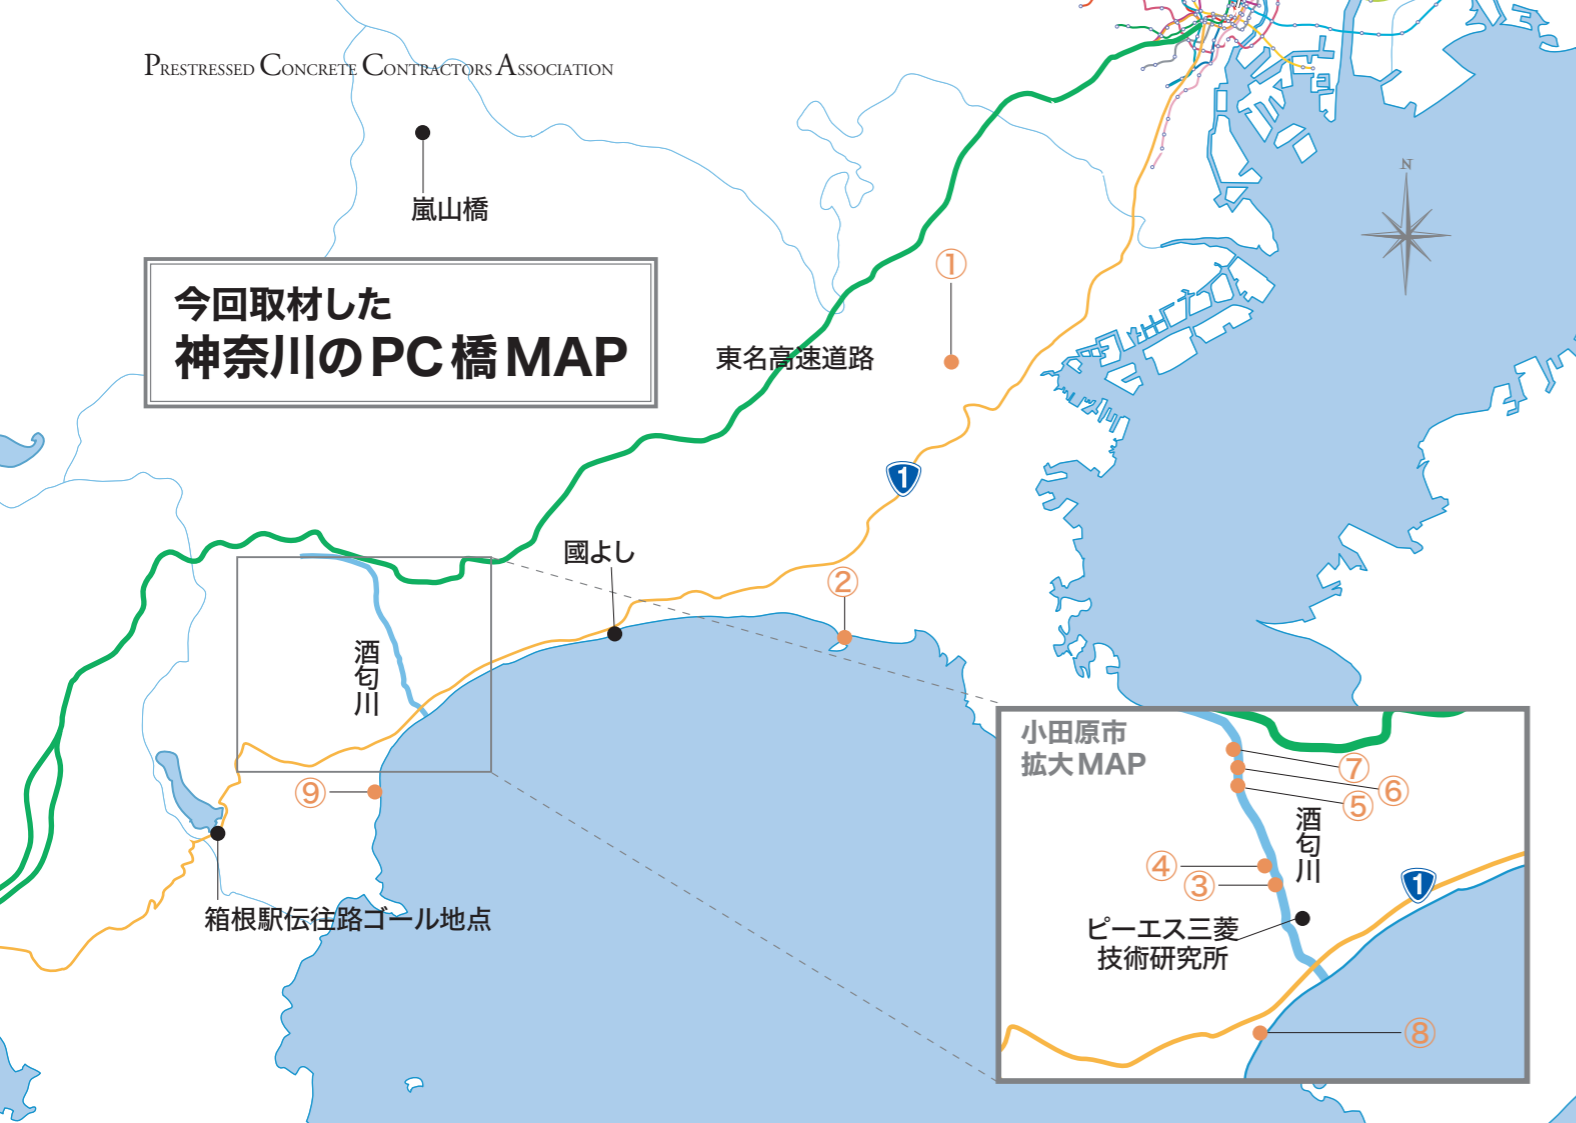 PRESTRESSED CONCRETE CONTRACTORS ASSOCIATION
N
嵐山橋
①
今回取材した
神奈川のPC橋MAP
東名高速道路
1
國よし
②
酒匂川
⑨
箱根駅伝往路ゴール地点
小田原市
拡大MAP
⑦
⑥
⑤
酒匂川
④
③
1
ピーエス三菱
技術研究所
⑧